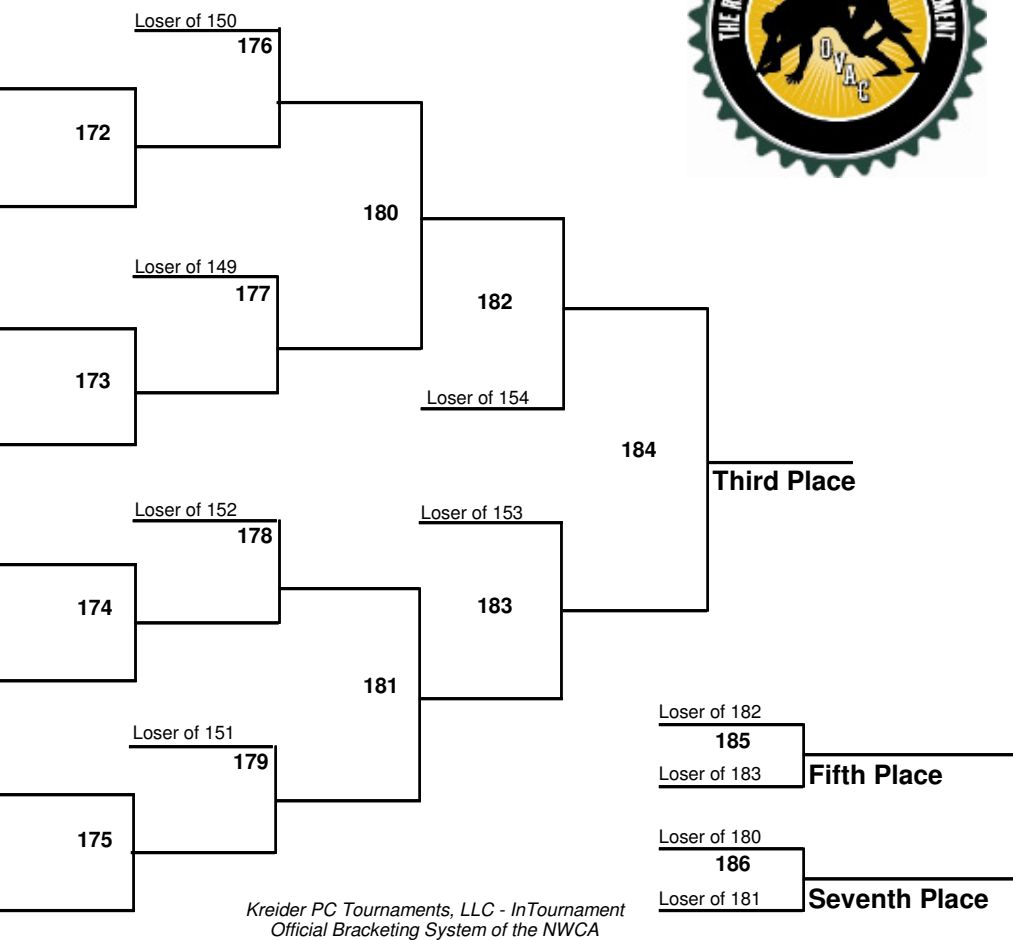 Loser of 150
176
172
180
Loser of 149
177
182
173
Loser of 154
184
Third Place
Loser of 152
178
Loser of 153
174
183
181
Loser of 151
179
175
Loser of 182
185
Loser of 183
Fifth Place
Loser of 180
186
Loser of 181
Seventh Place
Kreider PC Tournaments, LLC - InTournament
Official Bracketing System of the NWCA
THE
OVAC